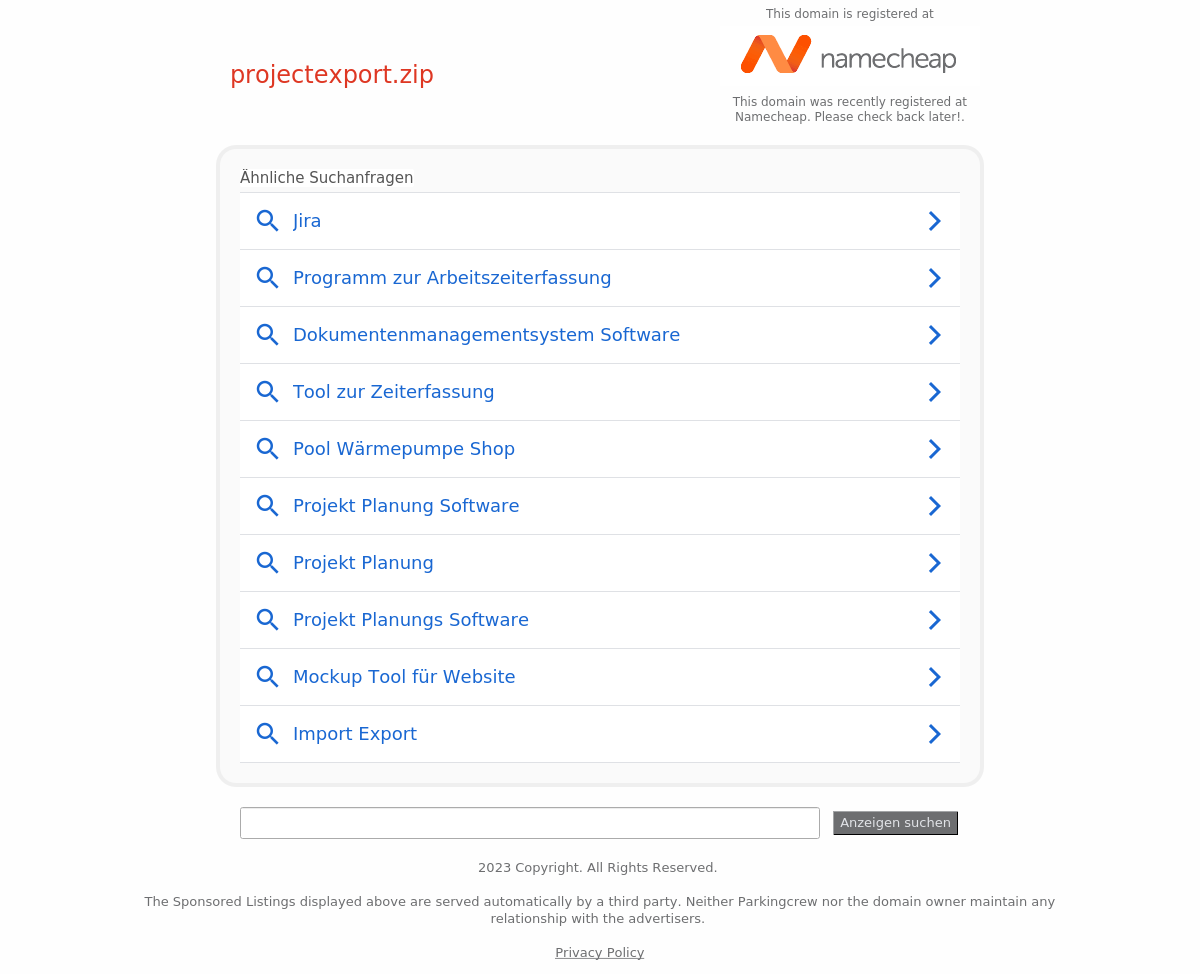 This domain is registered at
namecheap
projectexport.zip
This domain was recently registered at
Namecheap. Please check back later!.
Ähnliche Suchanfragen
Jira
Programm zur Arbeitszeiterfassung
Dokumentenmanagementsystem Software
Tool zur Zeiterfassung
Pool Wärmepumpe Shop
Projekt Planung Software
Projekt Planung
Projekt Planungs Software
Mockup Tool für Website
Import Export
Anzeigen suchen
2023 Copyright. All Rights Reserved.
The Sponsored Listings displayed above are served automatically by a third party. Neither Parkingcrew nor the domain owner maintain any
relationship with the advertisers.
Privacy Policy